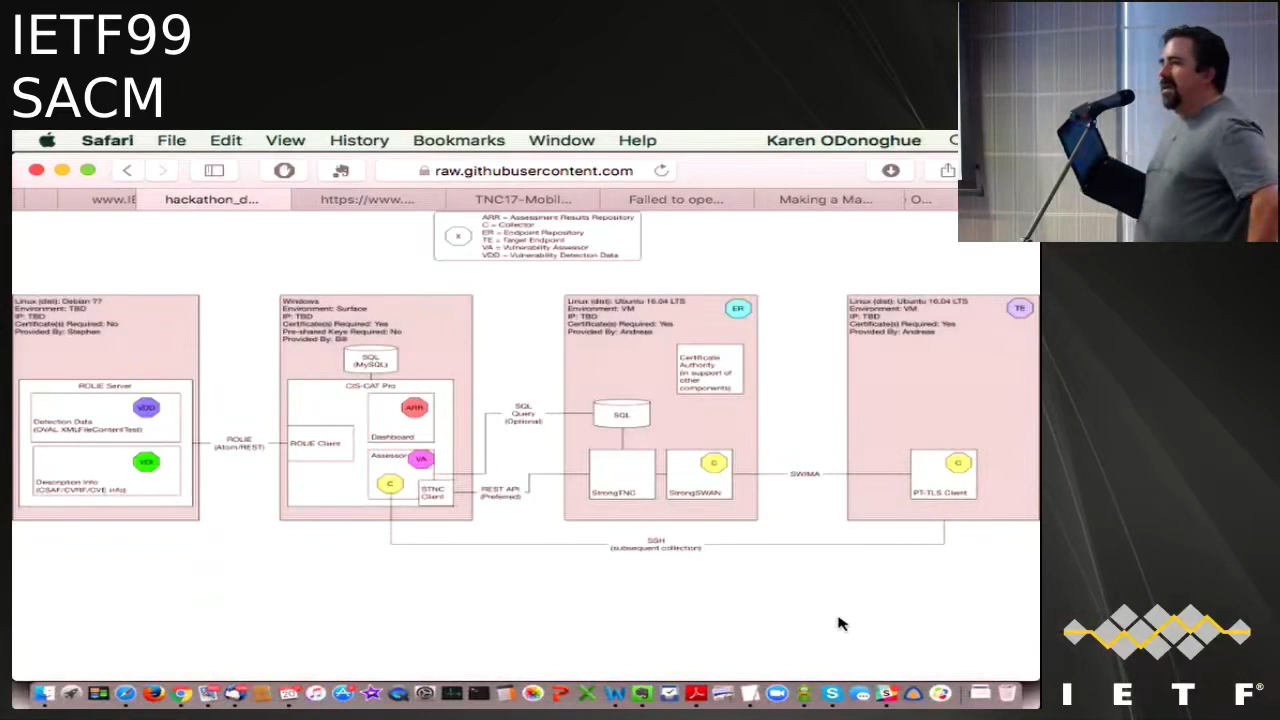 IETF99
SACM
Safari File Edit View History Bookmarks Window Help Karen ODonoghue
raw.githubusercontent.com
www.IE
hackathon_d...
https://www....
TNC17-Mobil...
Failed to ope...
Making a Ma...
O...
X
ARR = Assessment Results Repository
C = Collector
ER = Endpoint Repository
TE = Target Endpoint
VA = Vulnerability Assessor
VDD = Vulnerability Detection Data
Linux (dist): Debian ??
Environment: TBD
IP: TBD
Certificate(s) Required: No
Provided By: Stephen
ROLIE Server
VDD
Detection Data
(OVAL XMLFileContentTest)
VDI
Description Info
(CSAF/CVRF/CVE info)
ROLIE
(Atom/REST)
Windows
Environment: Surface
IP: TBD
Certificate(s) Required: Yes
Pre-shared Keys Required: No
Provided By: Bill
SQL
(MySQL)
CIS-CAT Pro
ARR
Dashboard
ROLIE Client
Assessor
VA
C
STNC
Client
SQL
Query
(Optional)
REST API
(Preferred)
Linux (dist): Ubuntu 16.04 LTS
Environment: VM
IP: TBD
Certificate(s) Required: Yes
Provided By: Andreas
ER
Certificate
Authority
(in support of
other
components)
SQL
StrongTNC
C
StrongSWAN
SWIMA
Linux (dist): Ubuntu 16.04 LTS
Environment: VM
IP: TBD
Certificate(s) Required: Yes
Provided By: Andreas
TE
C
PT-TLS Client
SSH
(subsequent collection)
I E T F®